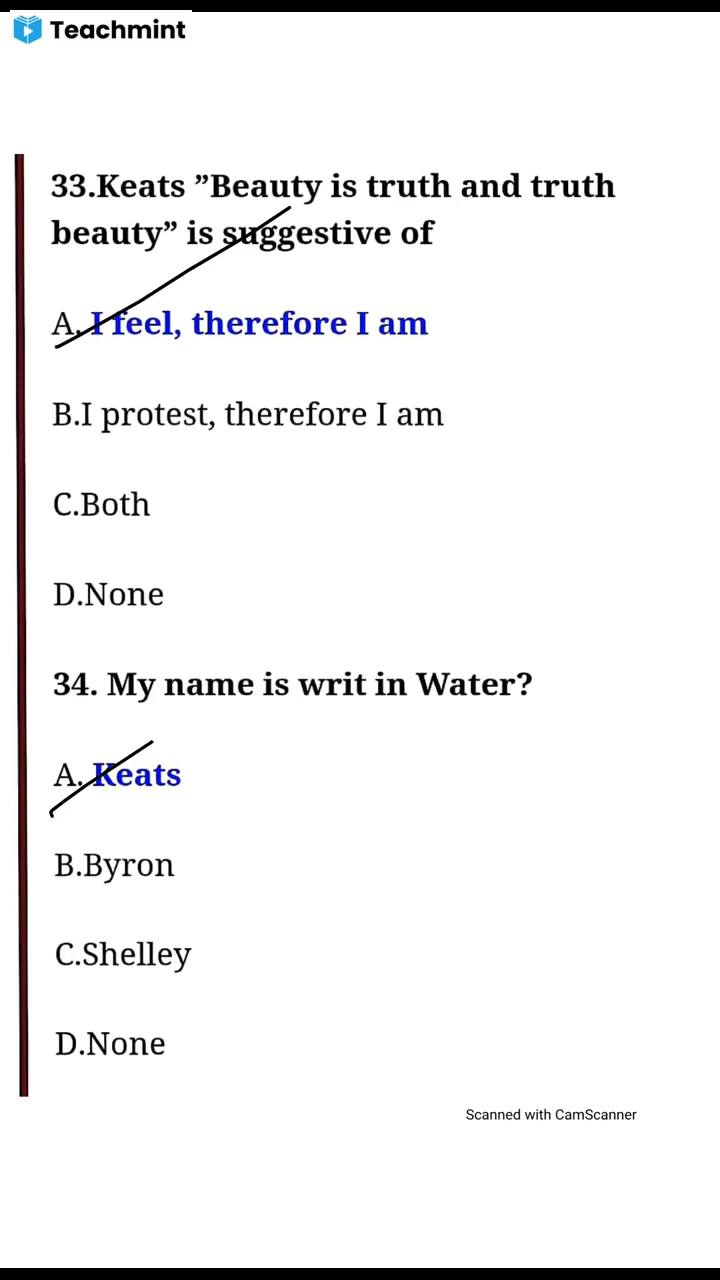 Teachmint
33.Keats ”Beauty is truth and truth
beauty” is suggestive of
A. I feel, therefore I am
B.I protest, therefore I am
C.Both
D.None
34. My name is writ in Water?
A. Keats
B.Byron
C.Shelley
D.None
Scanned with CamScanner